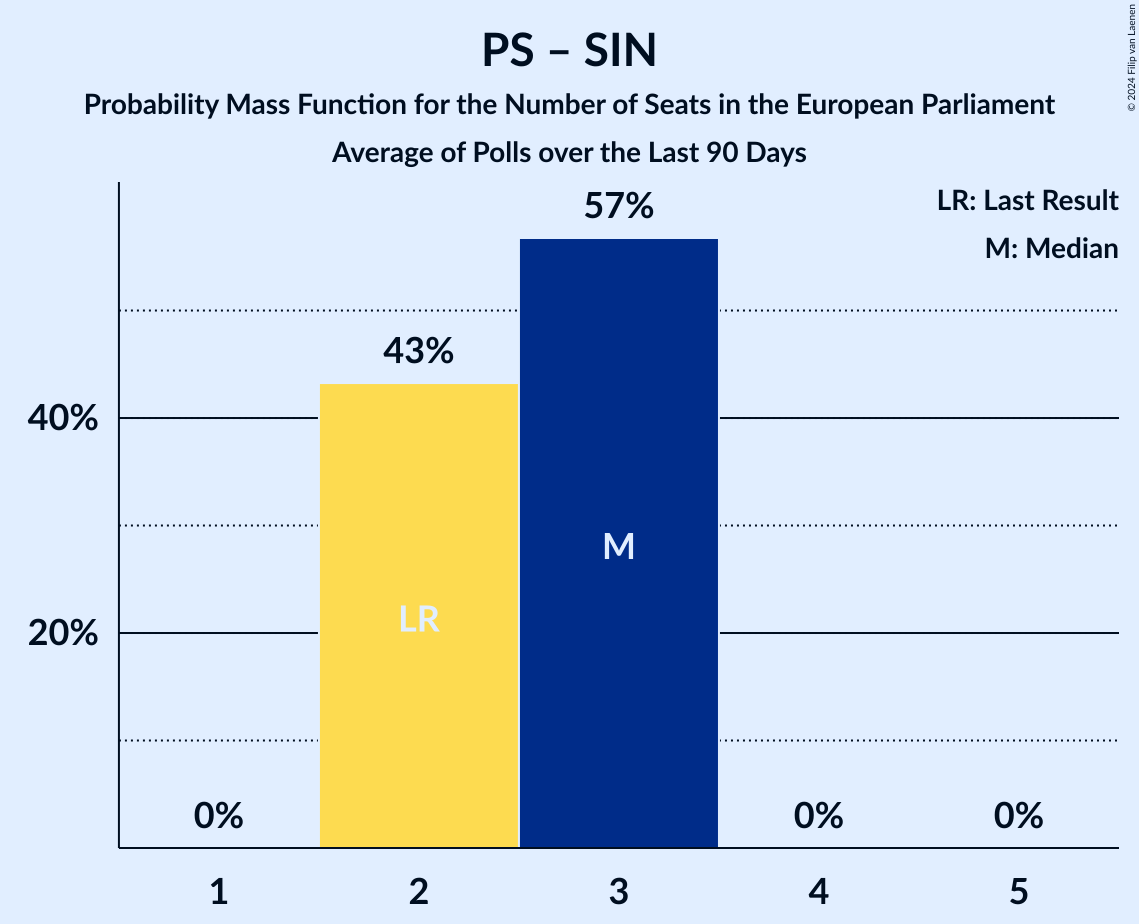 PS – SIN
Probability Mass Function for the Number of Seats in the European Parliament
Average of Polls over the Last 90 Days
© 2024 Filip van Laenen
LR: Last Result
M: Median
57%
43%
40%
M
LR
20%
0%
0%
0%
1
2
3
4
5